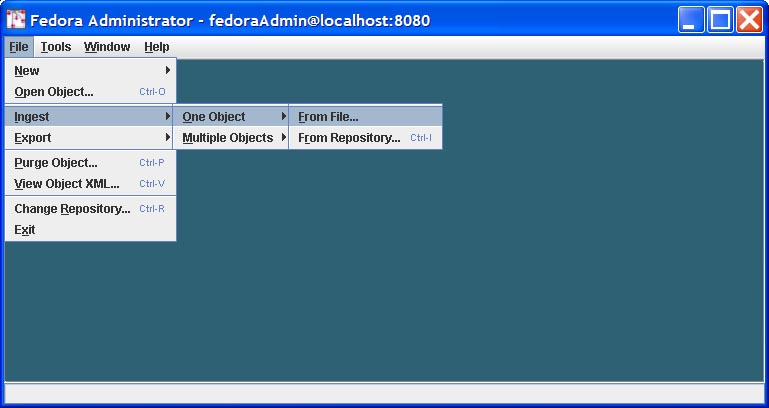 Fedora Administrator - fedoraAdmin@localhost:8080
File Tools Window Help
New
Open Object... Ctrl-O
Ingest One Object From File...
Export Multiple Objects From Repository... Ctrl-I
Purge Object... Ctrl-P
View Object XML... Ctrl-V
Change Repository... Ctrl-R
Exit